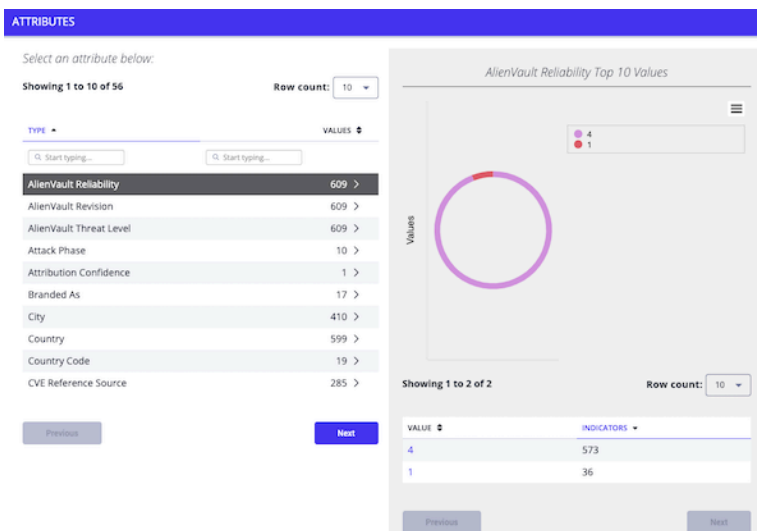 ATTRIBUTES
Select an attribute below:
Showing 1 to 10 of 56 Row count: 10
TYPE VALUES
Start typing... Start typing...
AlienVault Reliability 609
AlienVault Revision 609
AlienVault Threat Level 609
Attack Phase 10
Attribution Confidence 1
Branded As 17
City 410
Country 599
Country Code 19
CVE Reference Source 285
Previous Next
AlienVault Reliability Top 10 Values
4
1
Values
Showing 1 to 2 of 2 Row count: 10
VALUE INDICATORS
4 573
1 36
Previous Next